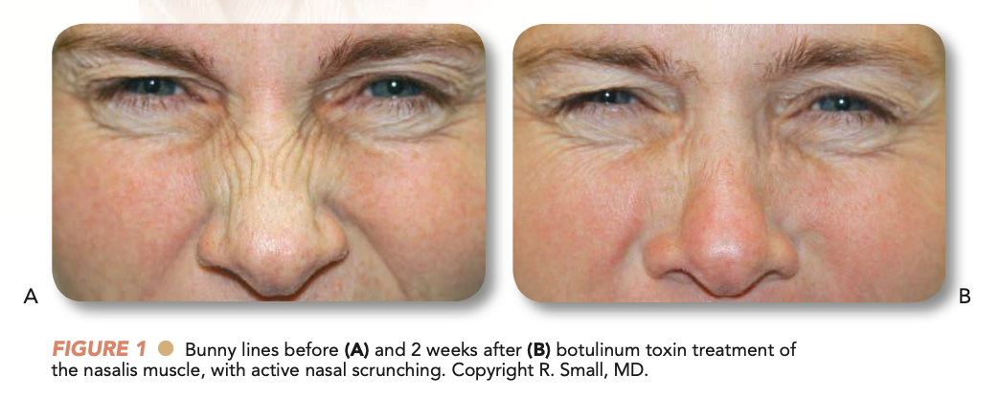 A
B
FIGURE 1 ● Bunny lines before (A) and 2 weeks after (B) botulinum toxin treatment of
the nasalis muscle, with active nasal scrunching. Copyright R. Small, MD.